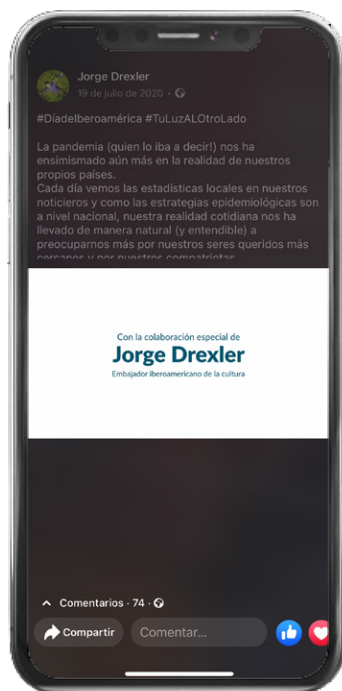 Jorge Drexler
19 de julio de 2020 ·
#DíadeIberoamérica #TuLuzALOtroLado
La pandemia (quien lo iba a decir!) nos ha
ensimismado aún más en la realidad de nuestros
propios países.
Cada día vemos las estadísticas locales en nuestros
noticieros y como las estrategias epidemiológicas son
a nivel nacional, nuestra realidad cotidiana nos ha
llevado de manera natural (y entendible) a
preocuparnos más por nuestros seres queridos más
cercanos y por nuestros compatriotas
Con la colaboración especial de
Jorge Drexler
Embajador iberoamericano de la cultura
Comentarios · 74 ·
Compartir
Comentar...